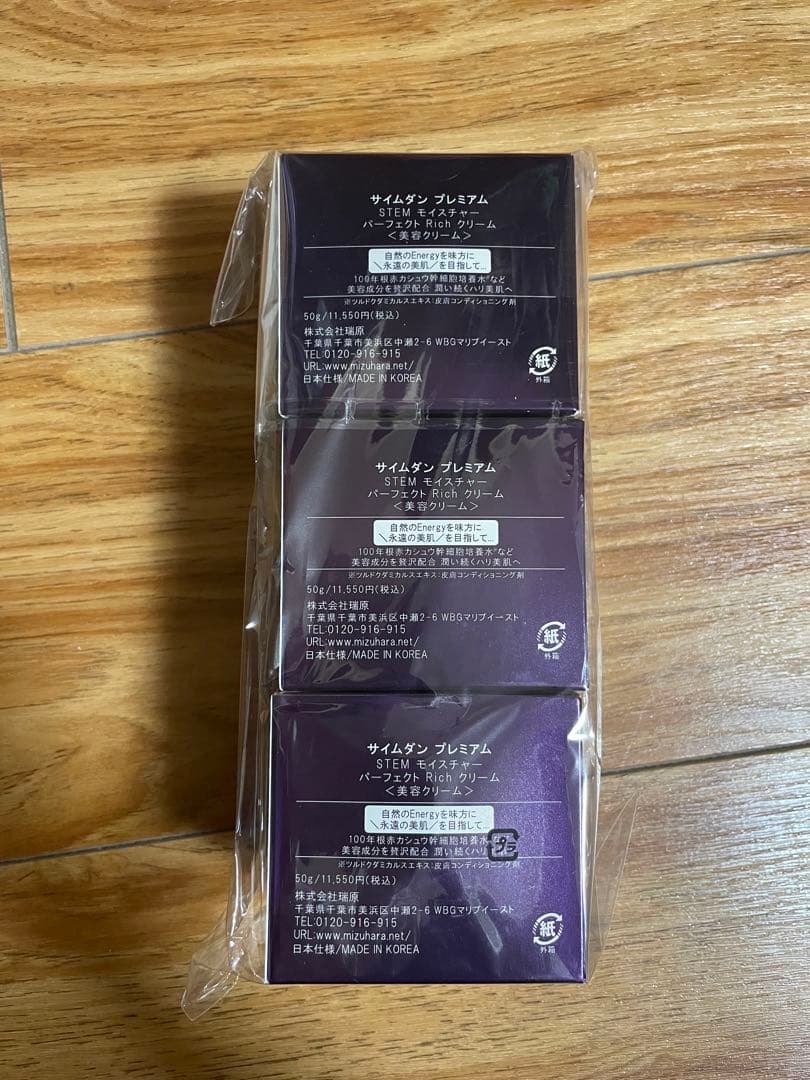 サイムダン プレミアム
STEM モイスチャー
パーフェクト Rich クリーム
＜美容クリーム＞
自然のEnergyを味方に
＼永遠の美肌／を目指して…
100年根赤カシュウ幹細胞培養水※など
美容成分を贅沢配合 潤い続くハリ美肌へ
※ツルドクダミカルスエキス:皮膚コンディショニング剤
50g/11,550円(税込)
株式会社瑞原
千葉県千葉市美浜区中瀬2-6 WBGマリブイースト
TEL:0120-916-915
URL:www.mizuhara.net/
日本仕様/MADE IN KOREA
紙
外箱
サイムダン プレミアム
STEM モイスチャー
パーフェクト Rich クリーム
＜美容クリーム＞
自然のEnergyを味方に
＼永遠の美肌／を目指して…
100年根赤カシュウ幹細胞培養水※など
美容成分を贅沢配合 潤い続くハリ美肌へ
※ツルドクダミカルスエキス:皮膚コンディショニング剤
50g/11,550円(税込)
株式会社瑞原
千葉県千葉市美浜区中瀬2-6 WBGマリブイースト
TEL:0120-916-915
URL:www.mizuhara.net/
日本仕様/MADE IN KOREA
紙
外箱
サイムダン プレミアム
STEM モイスチャー
パーフェクト Rich クリーム
＜美容クリーム＞
自然のEnergyを味方に
＼永遠の美肌／を目指して…
100年根赤カシュウ幹細胞培養水※など
美容成分を贅沢配合 潤い続くハリ
プラ
※ツルドクダミカルスエキス:皮膚コンディショニング剤
50g/11,550円(税込)
株式会社瑞原
千葉県千葉市美浜区中瀬2-6 WBGマリブイースト
TEL:0120-916-915
URL:www.mizuhara.net/
日本仕様/MADE IN KOREA
紙
外箱